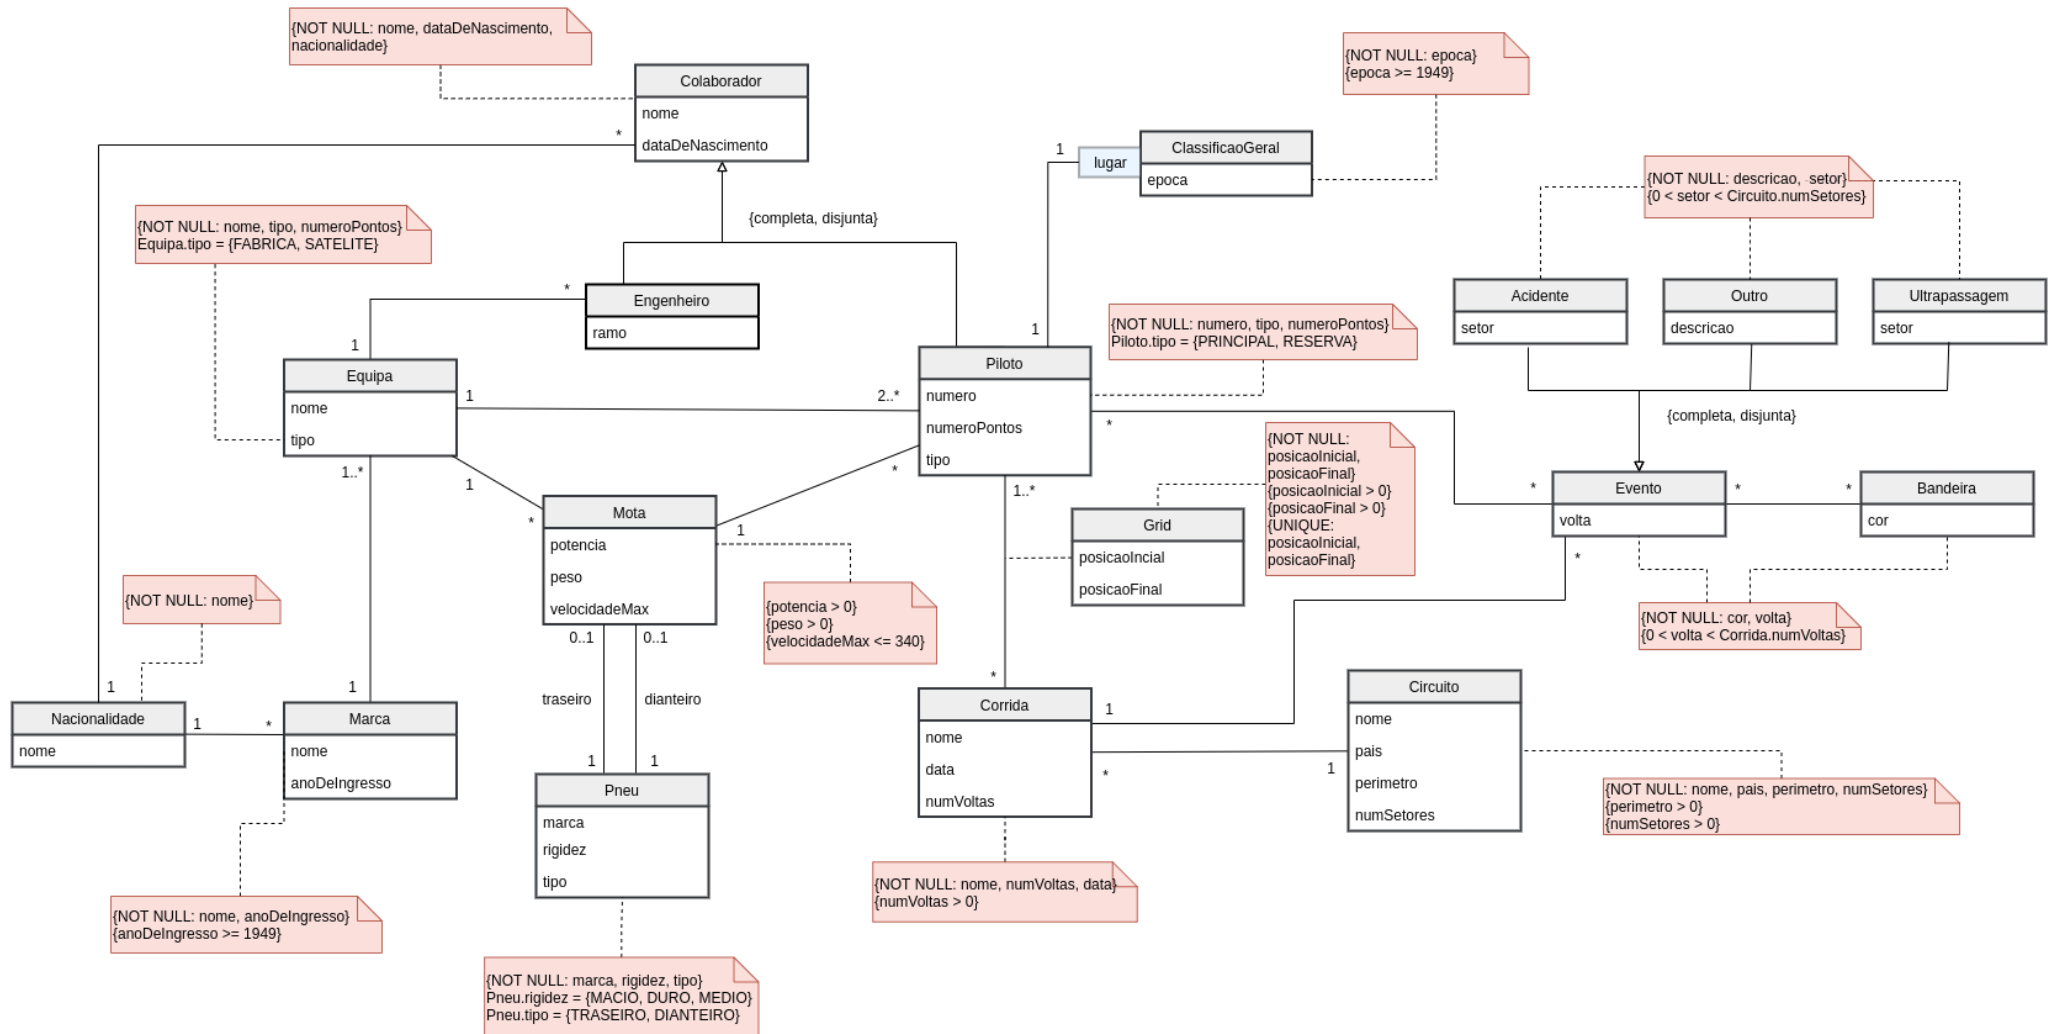 {NOT NULL: nome, dataDeNascimento,
nacionalidade}
Colaborador
nome
dataDeNascimento
*
{NOT NULL: epoca}
{epoca >= 1949}
ClassificaoGeral
epoca
lugar
1
{completa, disjunta}
{NOT NULL: descricao, setor}
{0 < setor < Circuito.numSetores}
{NOT NULL: nome, tipo, numeroPontos}
Equipa.tipo = {FABRICA, SATELITE}
Engenheiro
ramo
*
1
Acidente
setor
Outro
descricao
Ultrapassagem
setor
{NOT NULL: numero, tipo, numeroPontos}
Piloto.tipo = {PRINCIPAL, RESERVA}
1
Equipa
nome
tipo
1
2..*
Piloto
numero
numeroPontos
tipo
*
{completa, disjunta}
{NOT NULL:
posicaoInicial,
posicaoFinal}
{posicaoInicial > 0}
{posicaoFinal > 0}
{UNIQUE:
posicaoInicial,
posicaoFinal}
1..*
1
*
*
1..*
*
Evento
volta
*
*
Bandeira
cor
Mota
potencia
peso
velocidadeMax
1
Grid
posicaoIncial
posicaoFinal
*
{NOT NULL: nome}
{potencia > 0}
{peso > 0}
{velocidadeMax <= 340}
{NOT NULL: cor, volta}
{0 < volta < Corrida.numVoltas}
0..1
0..1
traseiro
dianteiro
1
1
*
Nacionalidade
nome
1
*
Marca
nome
anoDeIngresso
Corrida
nome
data
numVoltas
1
*
1
Circuito
nome
pais
perimetro
numSetores
1
1
Pneu
marca
rigidez
tipo
{NOT NULL: nome, pais, perimetro, numSetores}
{perimetro > 0}
{numSetores > 0}
{NOT NULL: nome, numVoltas, data}
{numVoltas > 0}
{NOT NULL: nome, anoDeIngresso}
{anoDeIngresso >= 1949}
{NOT NULL: marca, rigidez, tipo}
Pneu.rigidez = {MACIO, DURO, MEDIO}
Pneu.tipo = {TRASEIRO, DIANTEIRO}